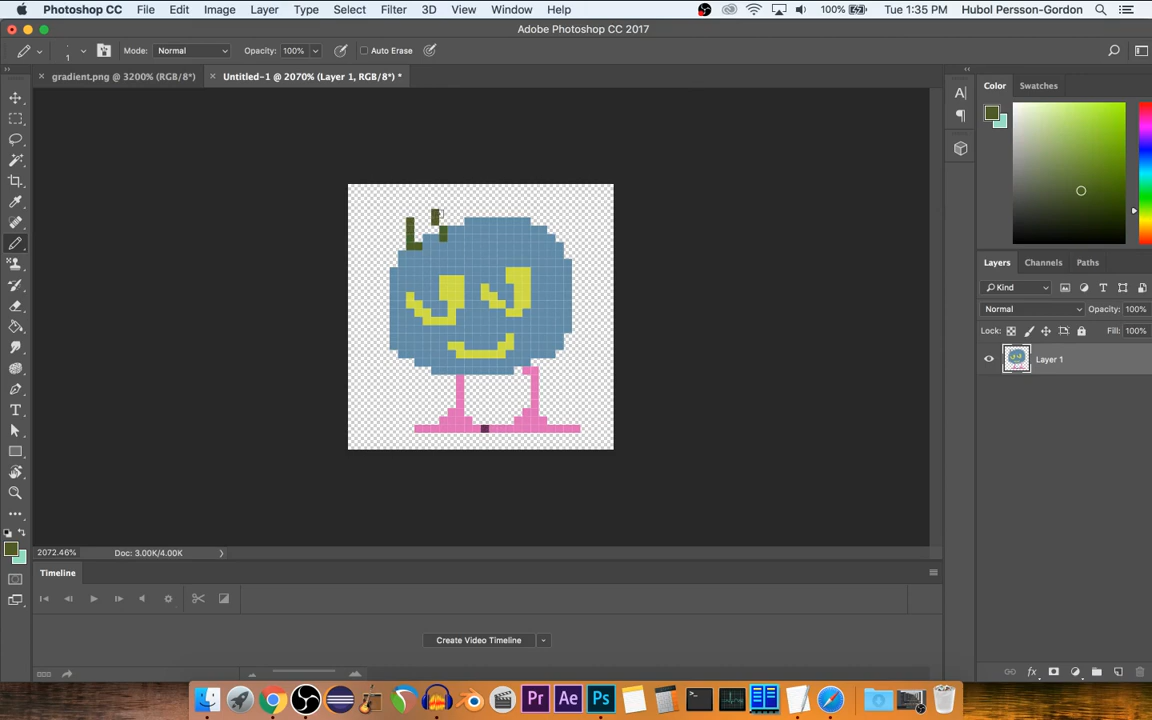 Photoshop CC File Edit Image Layer Type Select Filter 3D View Window Help 100% Tue 1:35 PM Hubol Persson-Gordon
Adobe Photoshop CC 2017
1 Mode: Normal Opacity: 100% Auto Erase
gradient.png @ 3200% (RGB/8*) Untitled-1 @ 2070% (Layer 1, RGB/8*) *
Color Swatches
Layers Channels Paths
Kind
Normal Opacity: 100%
Lock: Fill: 100%
Layer 1
2072.46% Doc: 3.00K/4.00K
Timeline
Create Video Timeline
fx
Pr Ae Ps